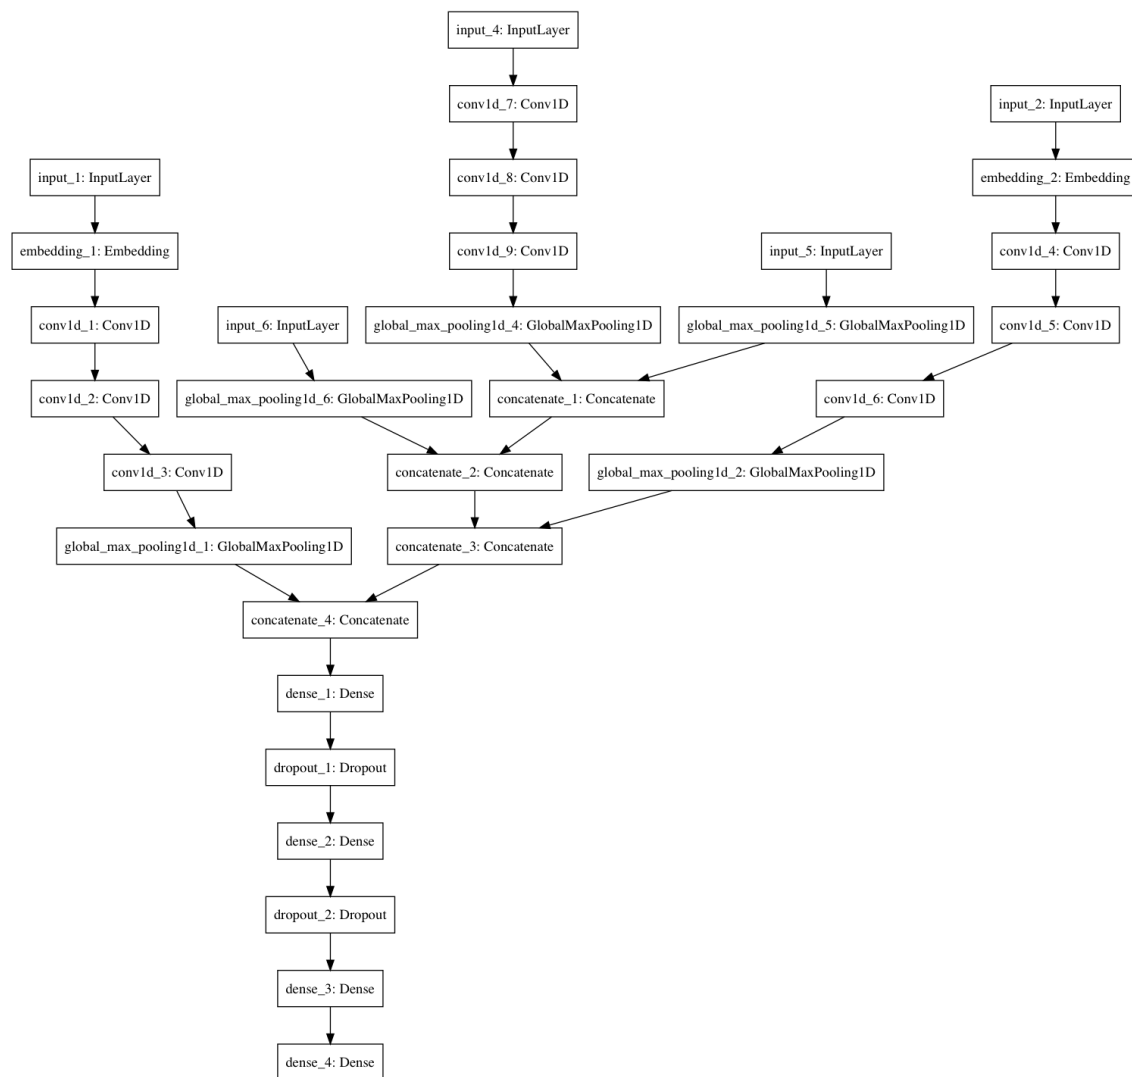 input_4: InputLayer
conv1d_7: Conv1D
input_2: InputLayer
input_1: InputLayer
conv1d_8: Conv1D
embedding_2: Embedding
embedding_1: Embedding
conv1d_9: Conv1D
input_5: InputLayer
conv1d_4: Conv1D
conv1d_1: Conv1D
input_6: InputLayer
global_max_pooling1d_4: GlobalMaxPooling1D
global_max_pooling1d_5: GlobalMaxPooling1D
conv1d_5: Conv1D
conv1d_2: Conv1D
global_max_pooling1d_6: GlobalMaxPooling1D
concatenate_1: Concatenate
conv1d_6: Conv1D
conv1d_3: Conv1D
concatenate_2: Concatenate
global_max_pooling1d_2: GlobalMaxPooling1D
global_max_pooling1d_1: GlobalMaxPooling1D
concatenate_3: Concatenate
concatenate_4: Concatenate
dense_1: Dense
dropout_1: Dropout
dense_2: Dense
dropout_2: Dropout
dense_3: Dense
dense_4: Dense